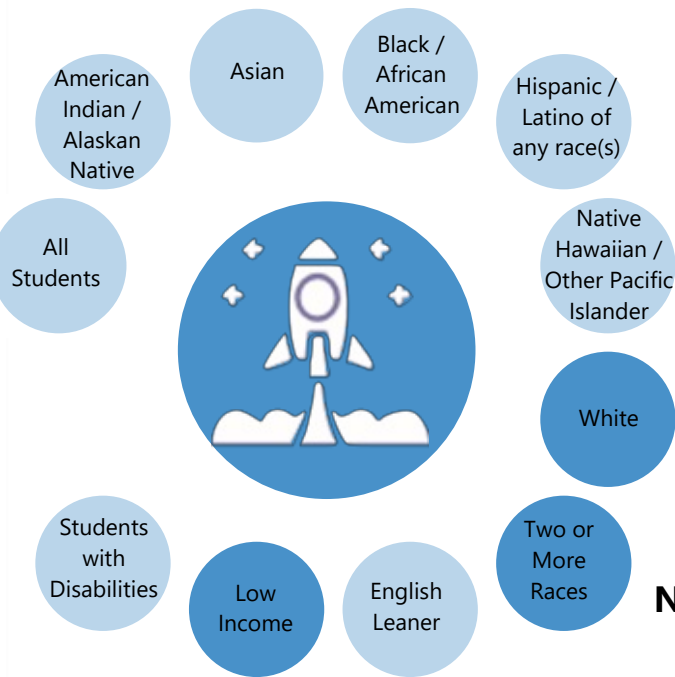 American
Indian /
Alaskan
Native
Asian
Black /
African
American
Hispanic /
Latino of
any race(s)
All
Students
Native
Hawaiian /
Other Pacific
Islander
White
Students
with
Disabilities
Low
Income
English
Leaner
Two or
More
Races
N